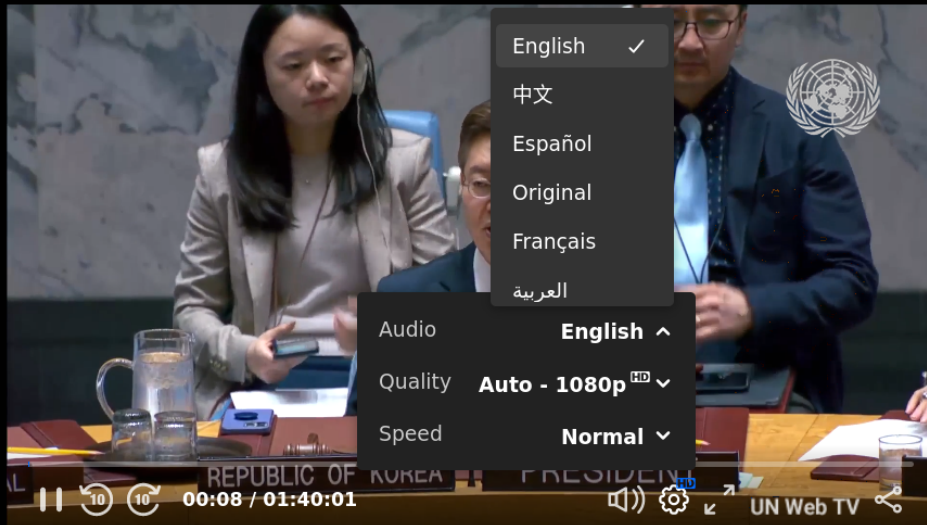 English
中文
Español
Original
Français
العربية
Audio English
Quality Auto - 1080p HD
Speed Normal
REPUBLIC OF KOREA
PRESIDENT
10 10 00:08 / 01:40:01
HD
UN Web TV